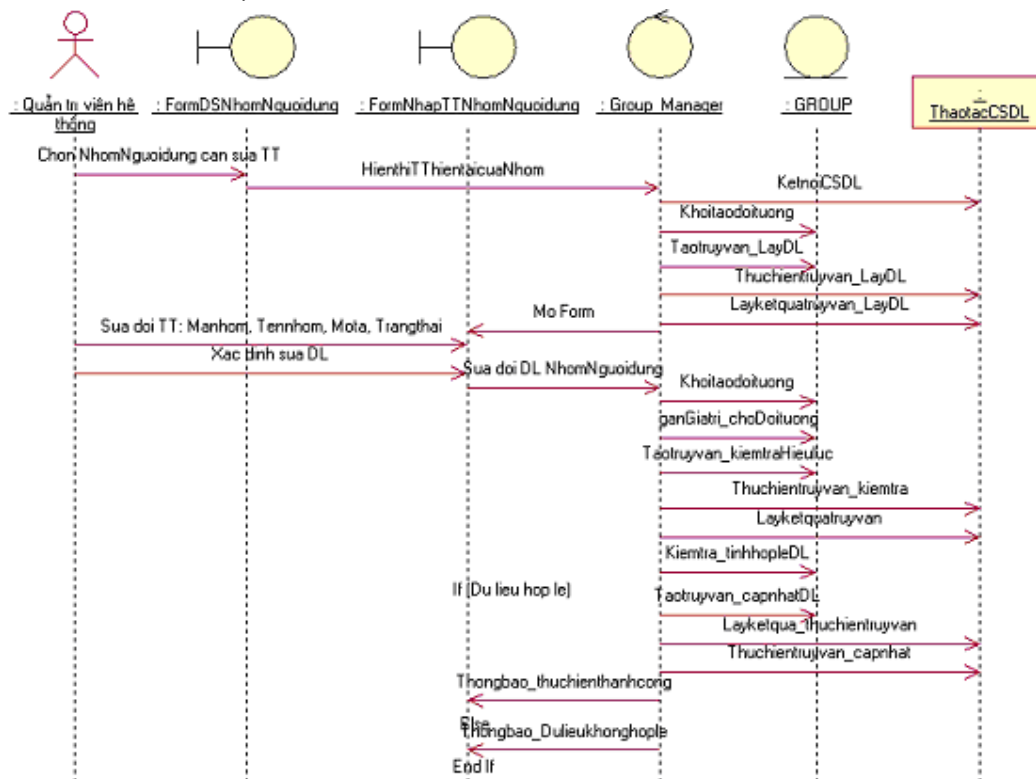 : Quản trị viên hệ
thống
: FormDSNhomNguoidung
: FormNhapTTNhomNguoidung
: Group_Manager
: GROUP
:
ThaotacCSDL
Chon NhomNguoidung can sua TT
HienthiTThientaicuaNhom
KetnoiCSDL
Khoitaodoituong
Taotruyvan_LayDL
Thuchientruyvan_LayDL
Layketquatruyvan_LayDL
Mo Form
Sua doi TT: Manhom, Tennhom, Mota, Trangthai
Xac dinh sua DL
Sua doi DL NhomNguoidung
Khoitaodoituong
ganGiatri_choDoituong
Taotruyvan_kiemtraHieuluc
Thuchientruyvan_kiemtra
Layketquatruyvan
Kiemtra_tinhhopleDL
If (Du lieu hop le)
Taotruyvan_capnhatDL
Layketqua_thuchientruyvan
Thuchientruyvan_capnhat
Thongbao_thuchienthanhcong
Else
Thongbao_Dulieukhonghople
End If